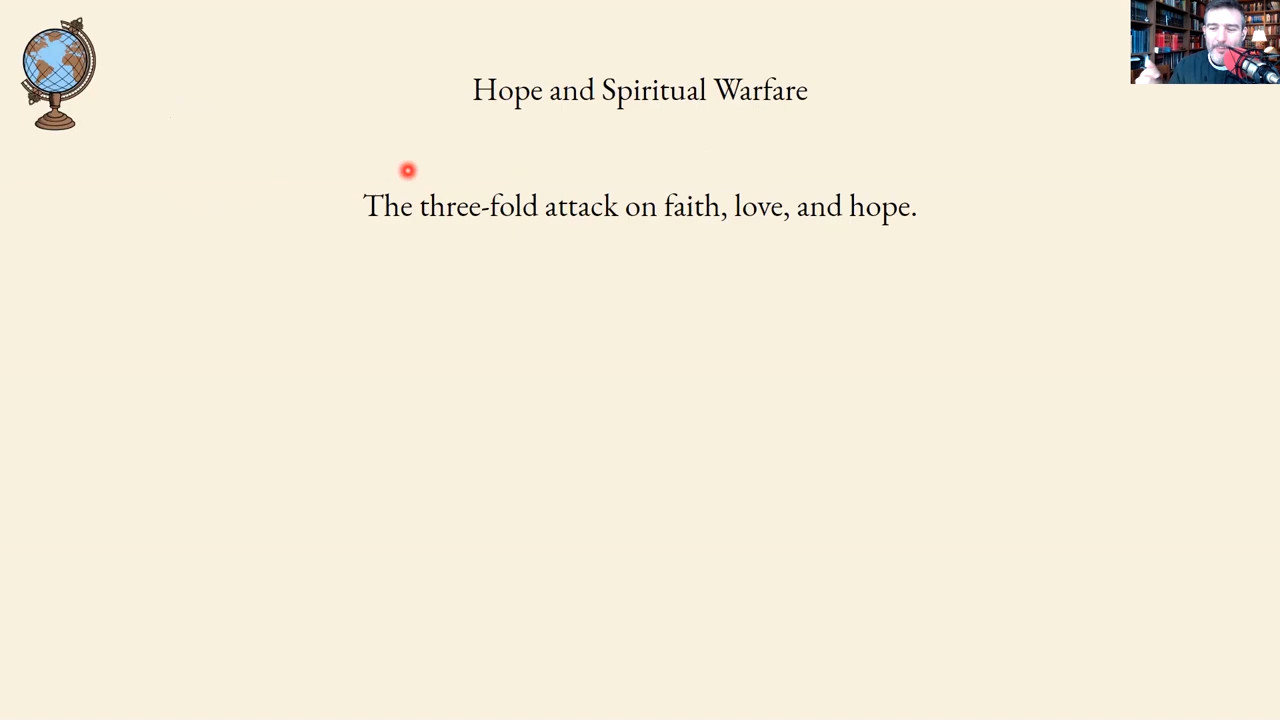 Hope and Spiritual Warfare
The three-fold attack on faith, love, and hope.